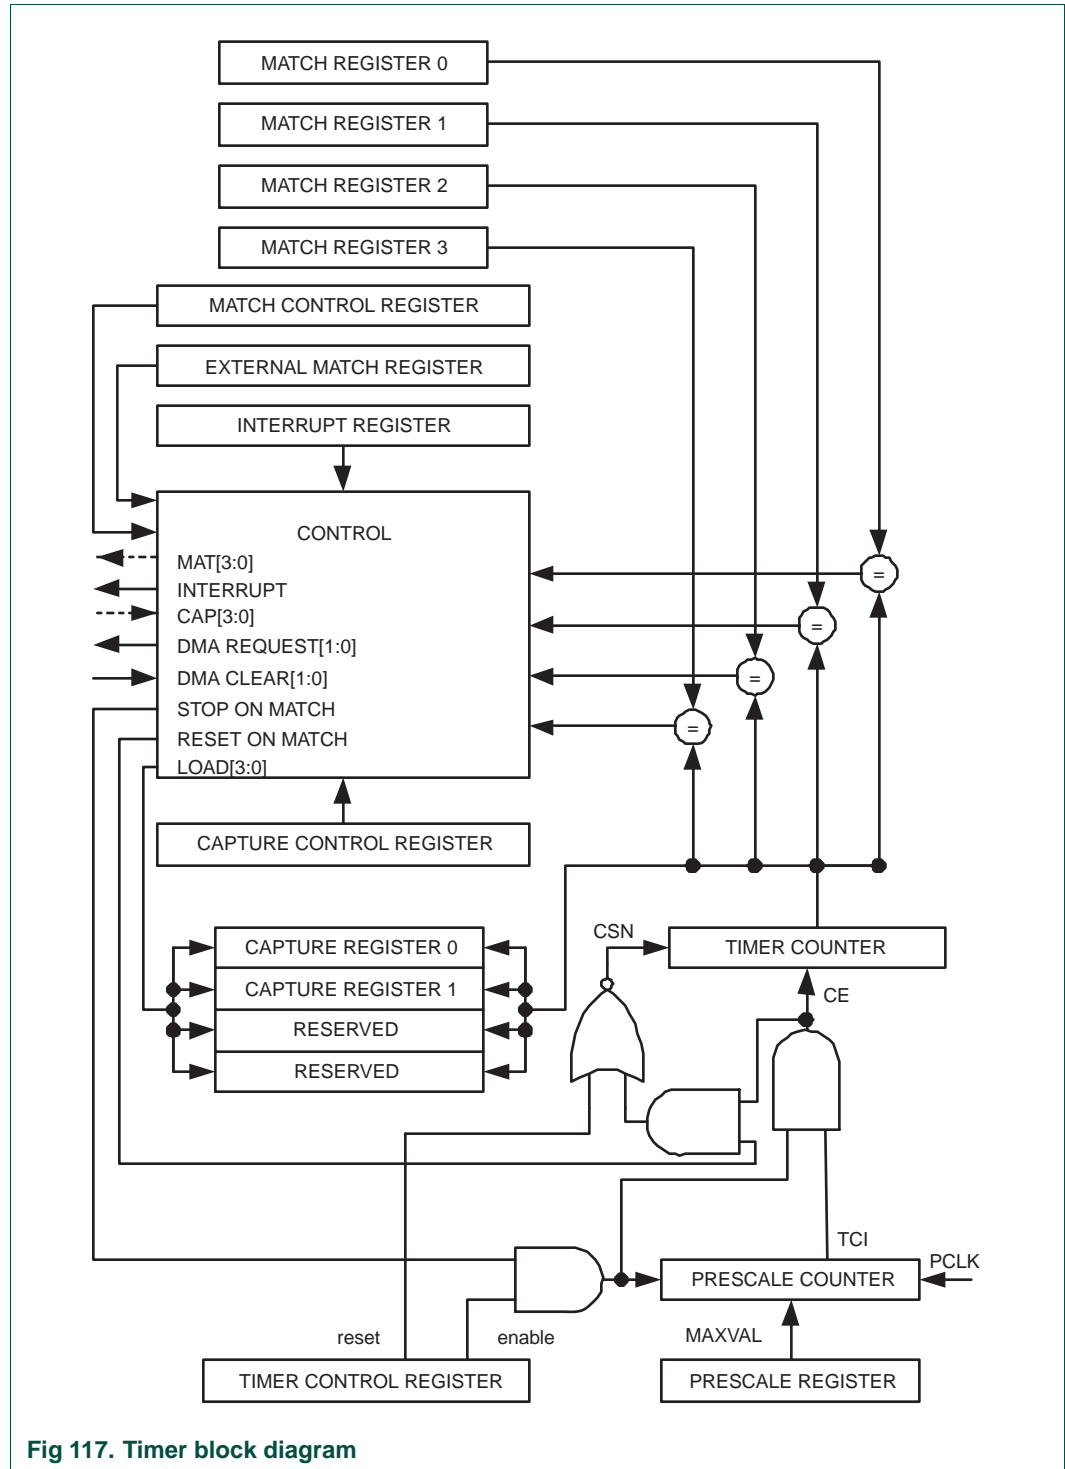 MATCH REGISTER 0
MATCH REGISTER 1
MATCH REGISTER 2
MATCH REGISTER 3
MATCH CONTROL REGISTER
EXTERNAL MATCH REGISTER
INTERRUPT REGISTER
CONTROL
MAT[3:0]
INTERRUPT
CAP[3:0]
DMA REQUEST[1:0]
DMA CLEAR[1:0]
STOP ON MATCH
RESET ON MATCH
LOAD[3:0]
=
=
=
=
CAPTURE CONTROL REGISTER
CSN
TIMER COUNTER
CAPTURE REGISTER 0
CAPTURE REGISTER 1
RESERVED
RESERVED
CE
TCI
PCLK
PRESCALE COUNTER
reset
enable
MAXVAL
TIMER CONTROL REGISTER
PRESCALE REGISTER
Fig 117. Timer block diagram